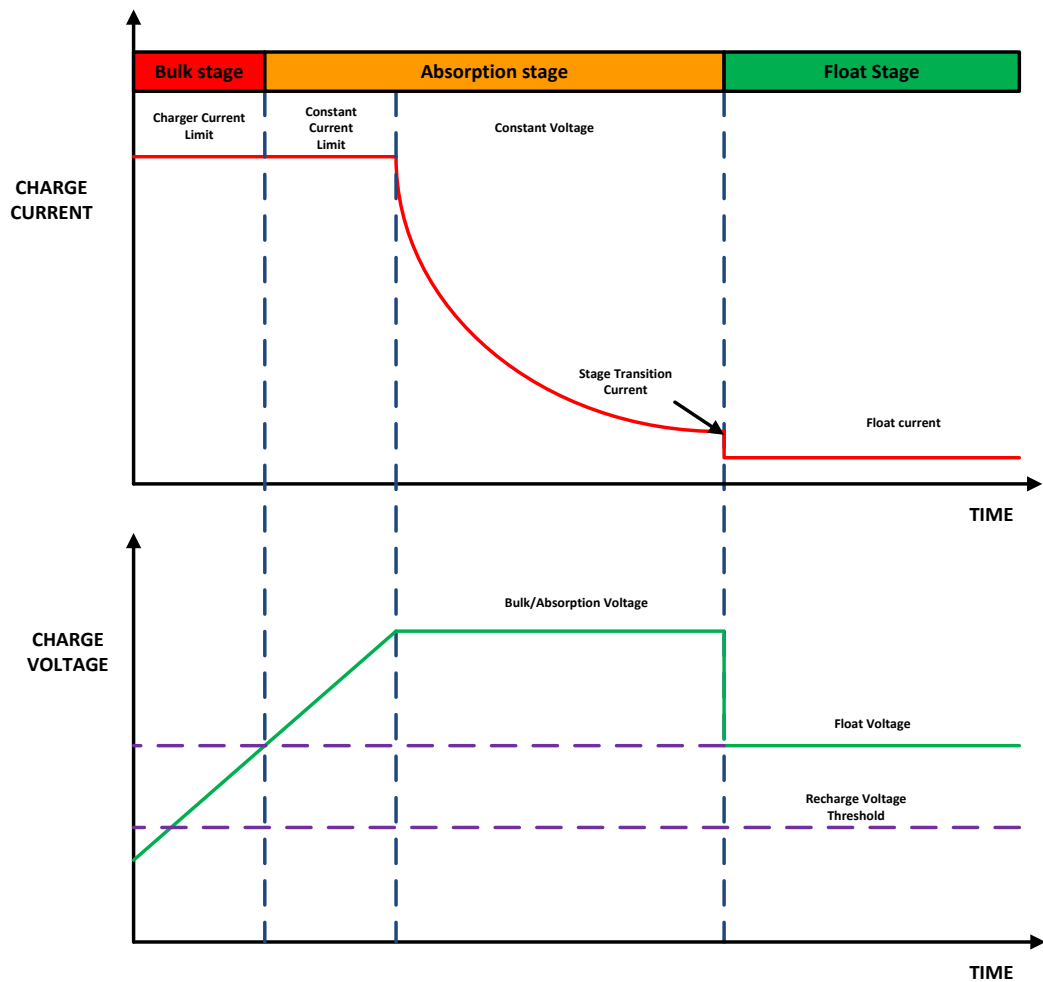 Bulk stage
Absorption stage
Float Stage
Charger Current
Limit
Constant
Current
Limit
Constant Voltage
CHARGE
CURRENT
Stage Transition
Current
Float current
TIME
Bulk/Absorption Voltage
CHARGE
VOLTAGE
Float Voltage
Recharge Voltage
Threshold
TIME